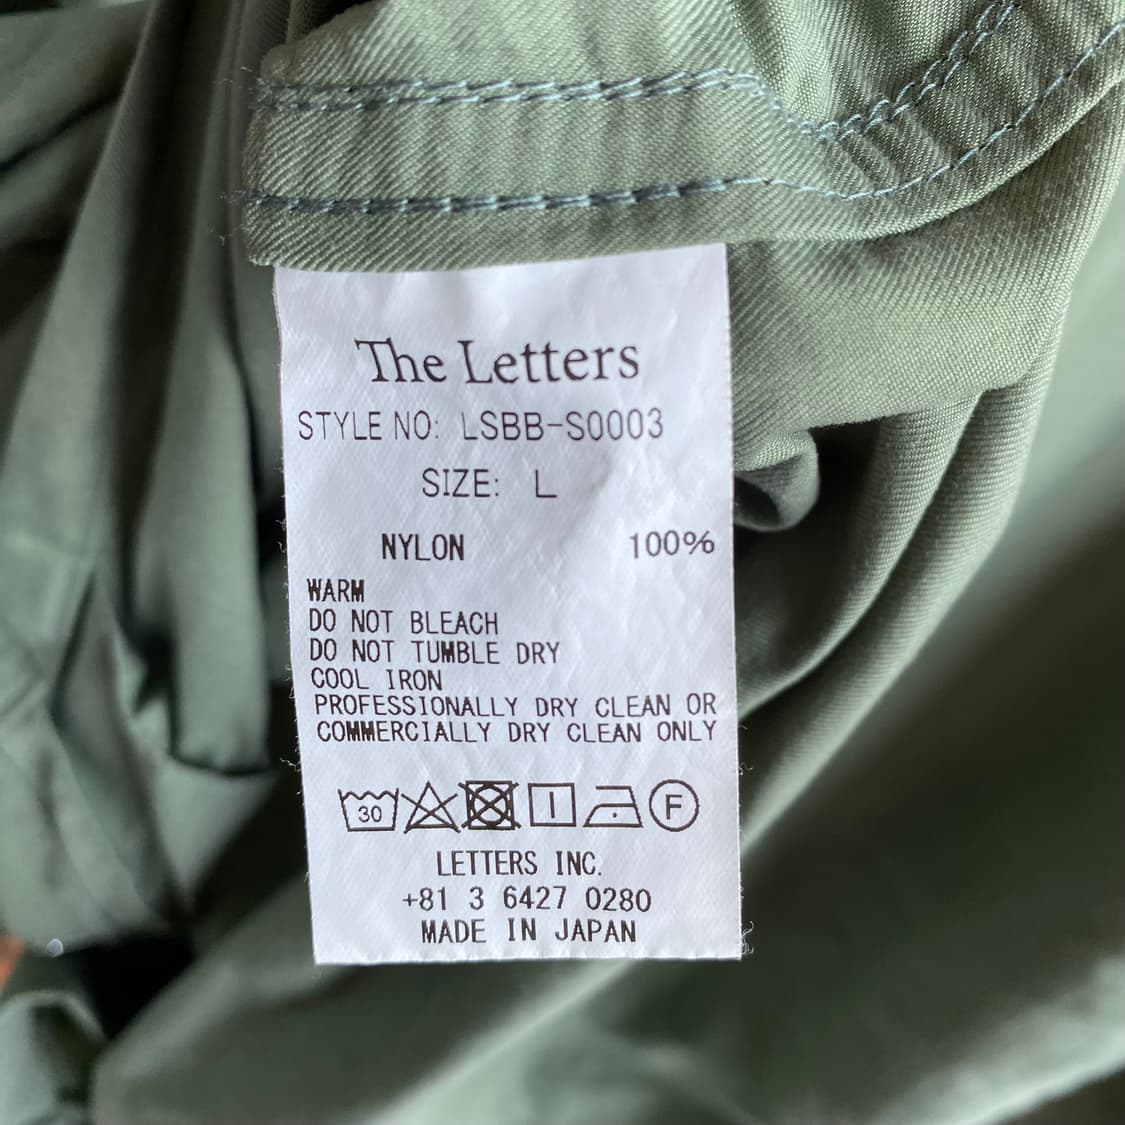 The Letters
STYLE NO: LSBB-S0003
SIZE: L
NYLON 100%
WARM
DO NOT BLEACH
DO NOT TUMBLE DRY
COOL IRON
PROFESSIONALLY DRY CLEAN OR
COMMERCIALLY DRY CLEAN ONLY
30 F
LETTERS INC.
+81 3 6427 0280
MADE IN JAPAN